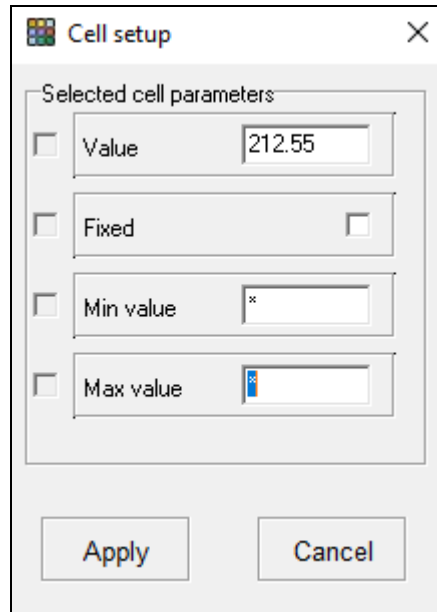 Cell setup
Selected cell parameters
Value 212.55
Fixed
Min value *
Max value *
Apply Cancel